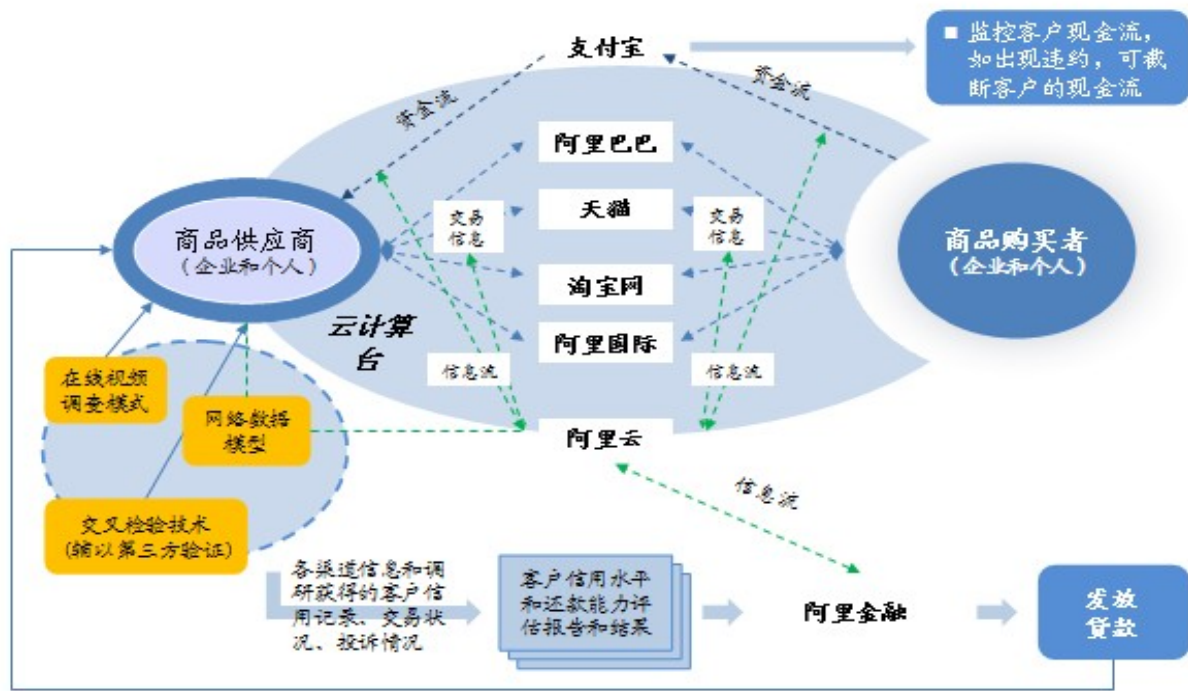 支付宝
■ 监控客户现金流，
如出现违约，可截
断客户的现金流
资金流
资金流
阿里巴巴
天猫
淘宝网
阿里国际
交易
信息
交易
信息
商品供应商
（企业和个人）
商品购买者
（企业和个人）
云计算
台
信息流
信息流
在线视频
调查模式
网络数据
模型
阿里云
信息流
交叉检验技术
(辅以第三方验证)
各渠道信息和调
研获得的客户信
用记录、交易状
况、投诉情况
客户信用水平
和还款能力评
估报告和结果
阿里金融
发放
贷款